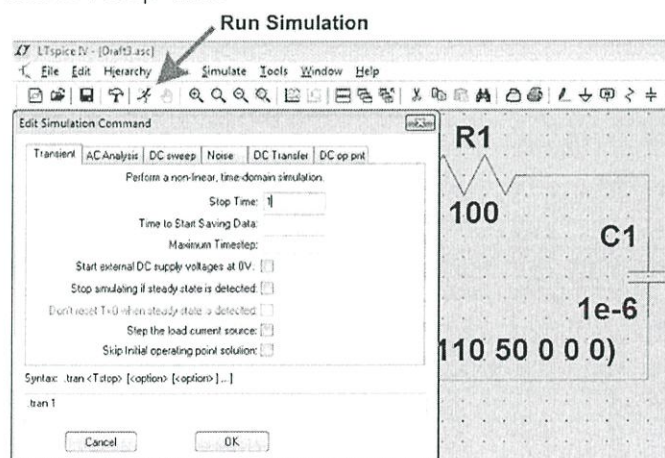 Run Simulation
LTspice IV - [Draft3.asc]
File Edit Hierarchy Simulate Tools Window Help
Edit Simulation Command
Transient AC Analysis DC sweep Noise DC Transfer DC op pnt
Perform a non-linear, time-domain simulation.
Stop Time: 1
Time to Start Saving Data:
Maximum Timestep:
Start external DC supply voltages at 0V:
Stop simulating if steady state is detected:
Don't reset T=0 when steady state is detected:
Step the load current source:
Skip Initial operating point solution:
Syntax: .tran <Tstop> [<option> [<option>] ...]
.tran 1
Cancel OK
R1
100
C1
1e-6
110 50 0 0 0)